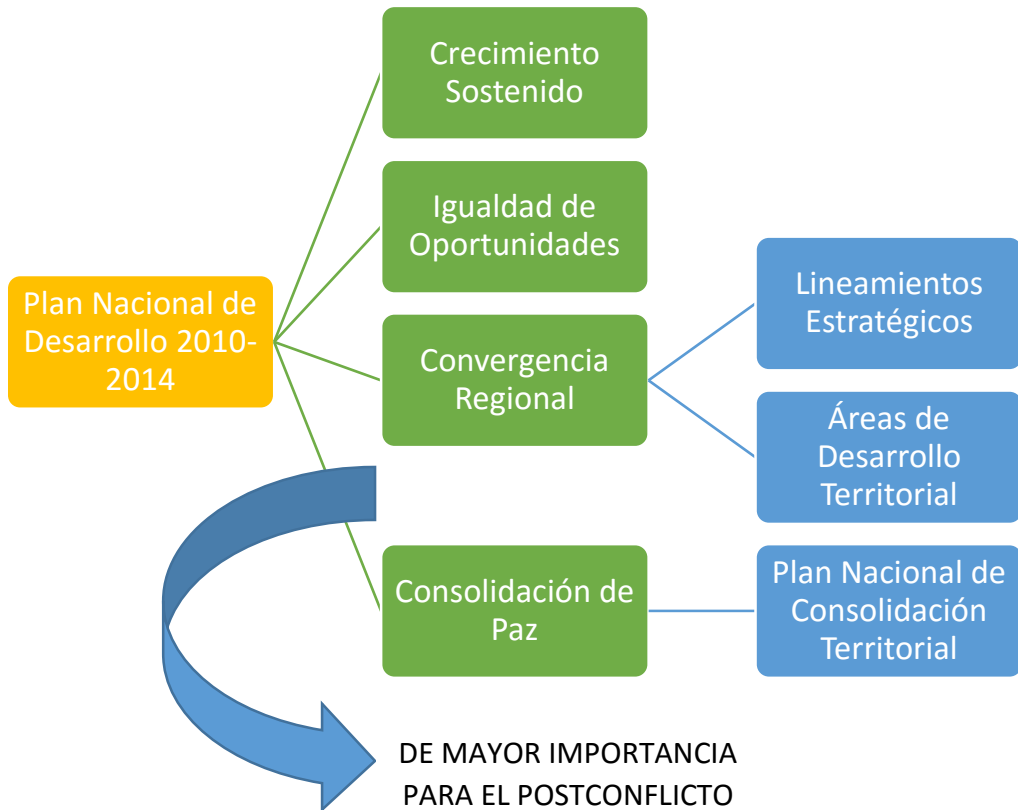 Plan Nacional de
Desarrollo 2010-
2014
Crecimiento
Sostenido
Igualdad de
Oportunidades
Convergencia
Regional
Lineamientos
Estratégicos
Áreas de
Desarrollo
Territorial
Consolidación de
Paz
Plan Nacional de
Consolidación
Territorial
DE MAYOR IMPORTANCIA
PARA EL POSTCONFLICTO